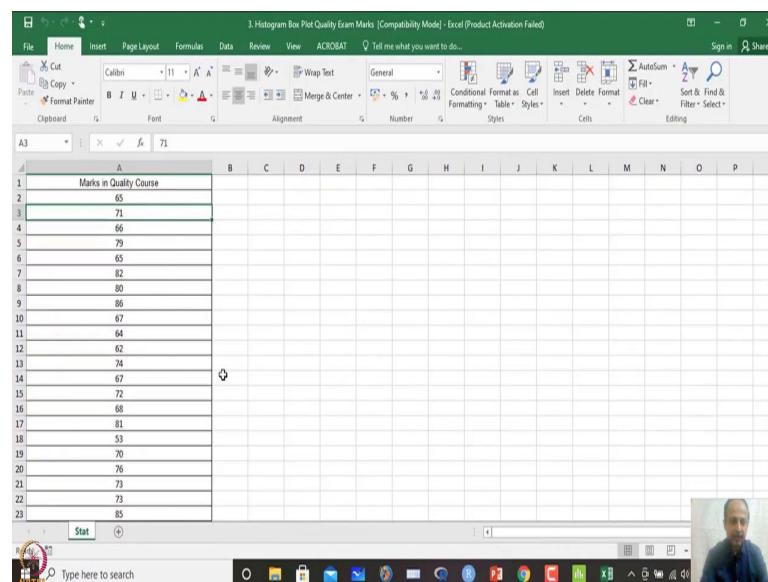 3. Histogram Box Plot Quality Exam Marks [Compatibility Mode] - Excel (Product Activation Failed)
File Home Insert Page Layout Formulas Data Review View ACROBAT Tell me what you want to do... Sign in Share
Cut
Copy
Format Painter
Paste
Calibri 11 A A
B I U A
Wrap Text
Merge & Center
General
% ,
Conditional Formatting
Format as Table
Cell Styles
Insert Delete Format
AutoSum
Fill
Clear
Sort & Filter
Find & Select
Clipboard Font Alignment Number Styles Cells Editing
A3 fx 71
A B C D E F G H I J K L M N O P
1 Marks in Quality Course
2 65
3 71
4 66
5 79
6 65
7 82
8 80
9 86
10 67
11 64
12 62
13 74
14 67
15 72
16 68
17 81
18 53
19 70
20 76
21 73
22 73
23 85
Stat
Type here to search